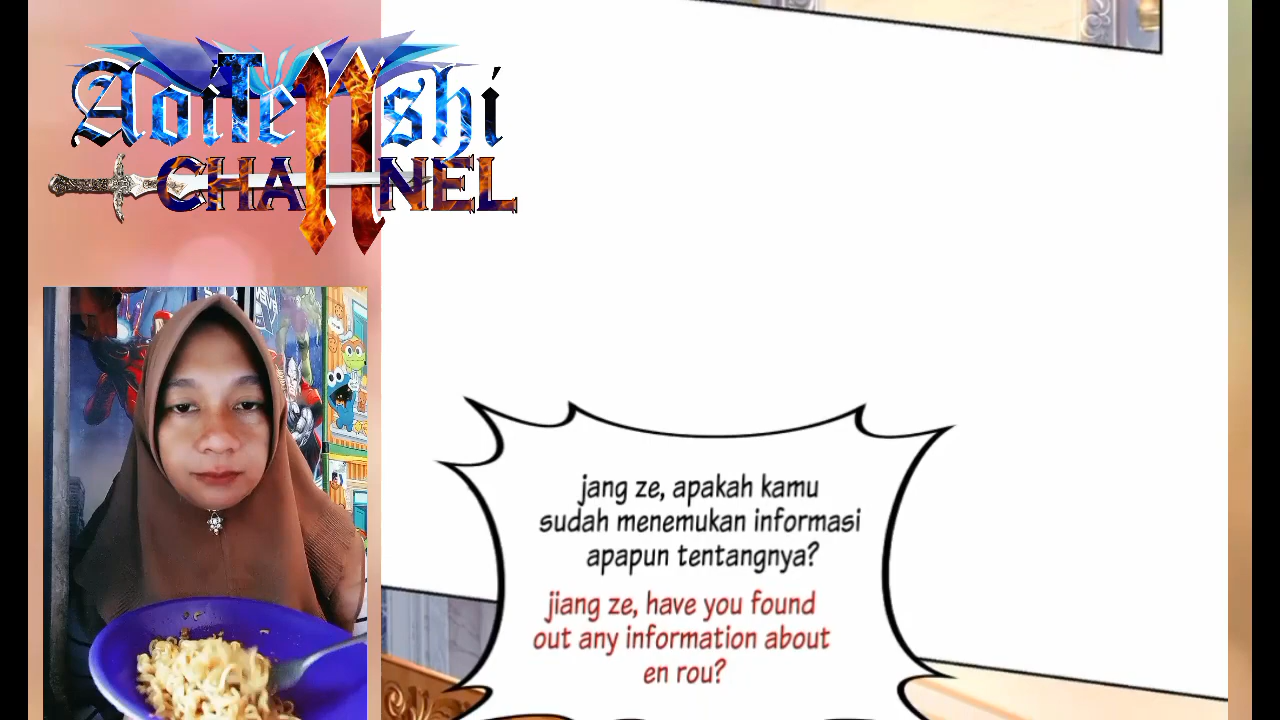 AoiTenshi
CHANNEL
jang ze, apakah kamu
sudah menemukan informasi
apapun tentangnya?
jiang ze, have you found
out any information about
en rou?